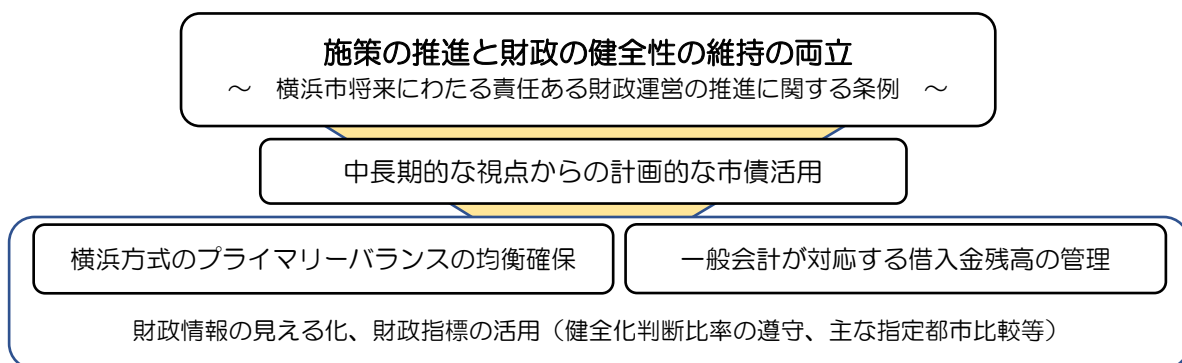 施策の推進と財政の健全性の維持の両立
～　横浜市将来にわたる責任ある財政運営の推進に関する条例　～
中長期的な視点からの計画的な市債活用
横浜方式のプライマリーバランスの均衡確保
一般会計が対応する借入金残高の管理
財政情報の見える化、財政指標の活用（健全化判断比率の遵守、主な指定都市比較等）